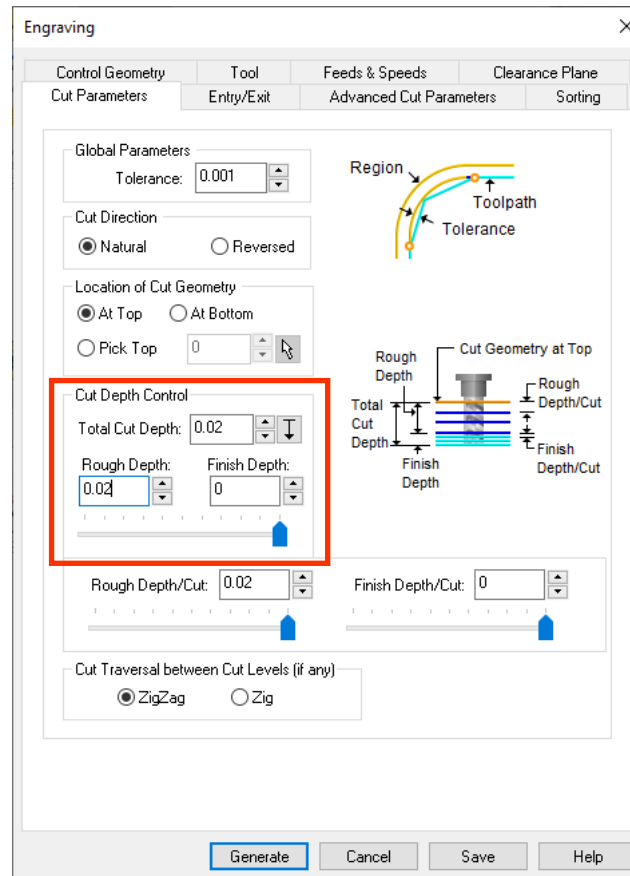 Engraving
Control Geometry Tool Feeds & Speeds Clearance Plane
Cut Parameters Entry/Exit Advanced Cut Parameters Sorting
Global Parameters
Tolerance: 0.001
Cut Direction
Natural Reversed
Location of Cut Geometry
At Top At Bottom
Pick Top 0
Region
Toolpath
Tolerance
Cut Depth Control
Total Cut Depth: 0.02
Rough Depth: Finish Depth:
0.02 0
Rough
Depth
Cut Geometry at Top
Total
Cut
Depth
Rough
Depth/Cut
Finish
Depth
Finish
Depth/Cut
Rough Depth/Cut: 0.02 Finish Depth/Cut: 0
Cut Traversal between Cut Levels (if any)
ZigZag Zig
Generate Cancel Save Help